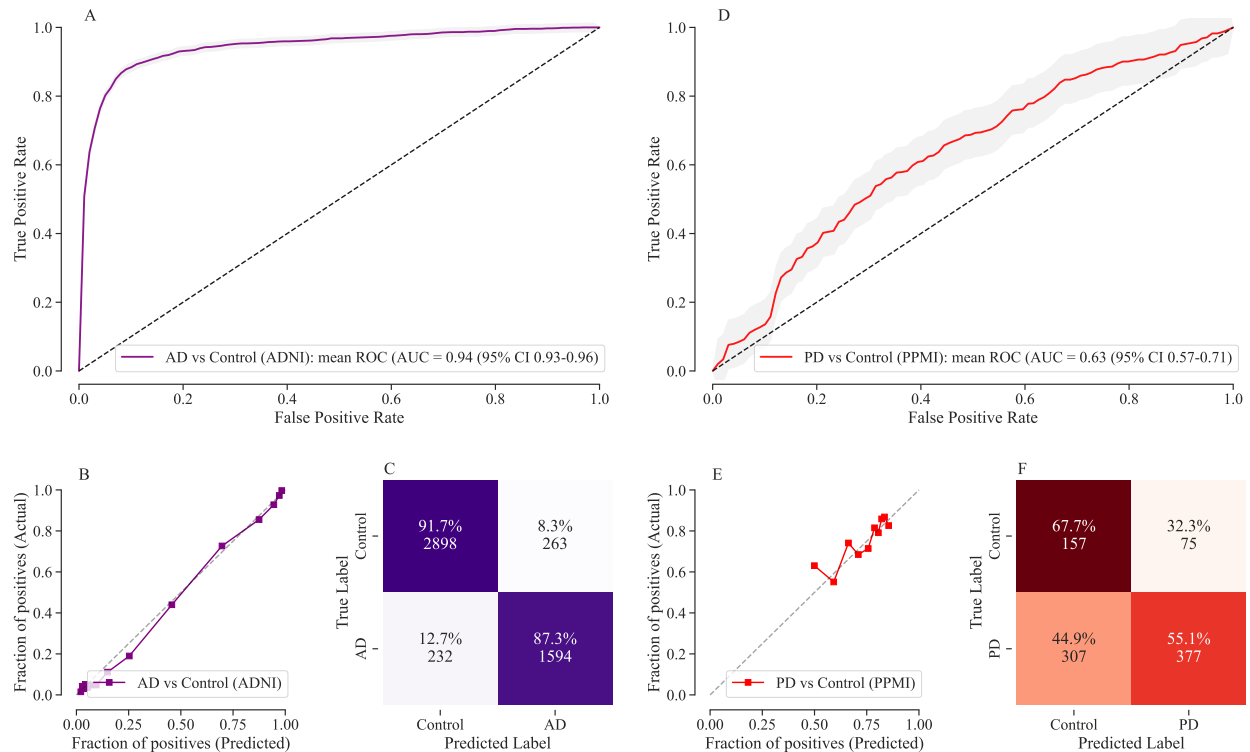 A
True Positive Rate
1.0
0.8
0.6
0.4
0.2
0.0
AD vs Control (ADNI): mean ROC (AUC = 0.94 (95% CI 0.93-0.96)
0.0 0.2 0.4 0.6 0.8 1.0
False Positive Rate
D
True Positive Rate
1.0
0.8
0.6
0.4
0.2
0.0
PD vs Control (PPMI): mean ROC (AUC = 0.63 (95% CI 0.57-0.71)
0.0 0.2 0.4 0.6 0.8 1.0
False Positive Rate
B
Fraction of positives (Actual)
1.0
0.8
0.6
0.4
0.2
0.0
AD vs Control (ADNI)
0.00 0.25 0.50 0.75 1.00
Fraction of positives (Predicted)
C
True Label
Control
AD
91.7%
2898
8.3%
263
12.7%
232
87.3%
1594
Control AD
Predicted Label
E
Fraction of positives (Actual)
1.0
0.8
0.6
0.4
0.2
0.0
PD vs Control (PPMI)
0.00 0.25 0.50 0.75 1.00
Fraction of positives (Predicted)
F
True Label
Control
PD
67.7%
157
32.3%
75
44.9%
307
55.1%
377
Control PD
Predicted Label